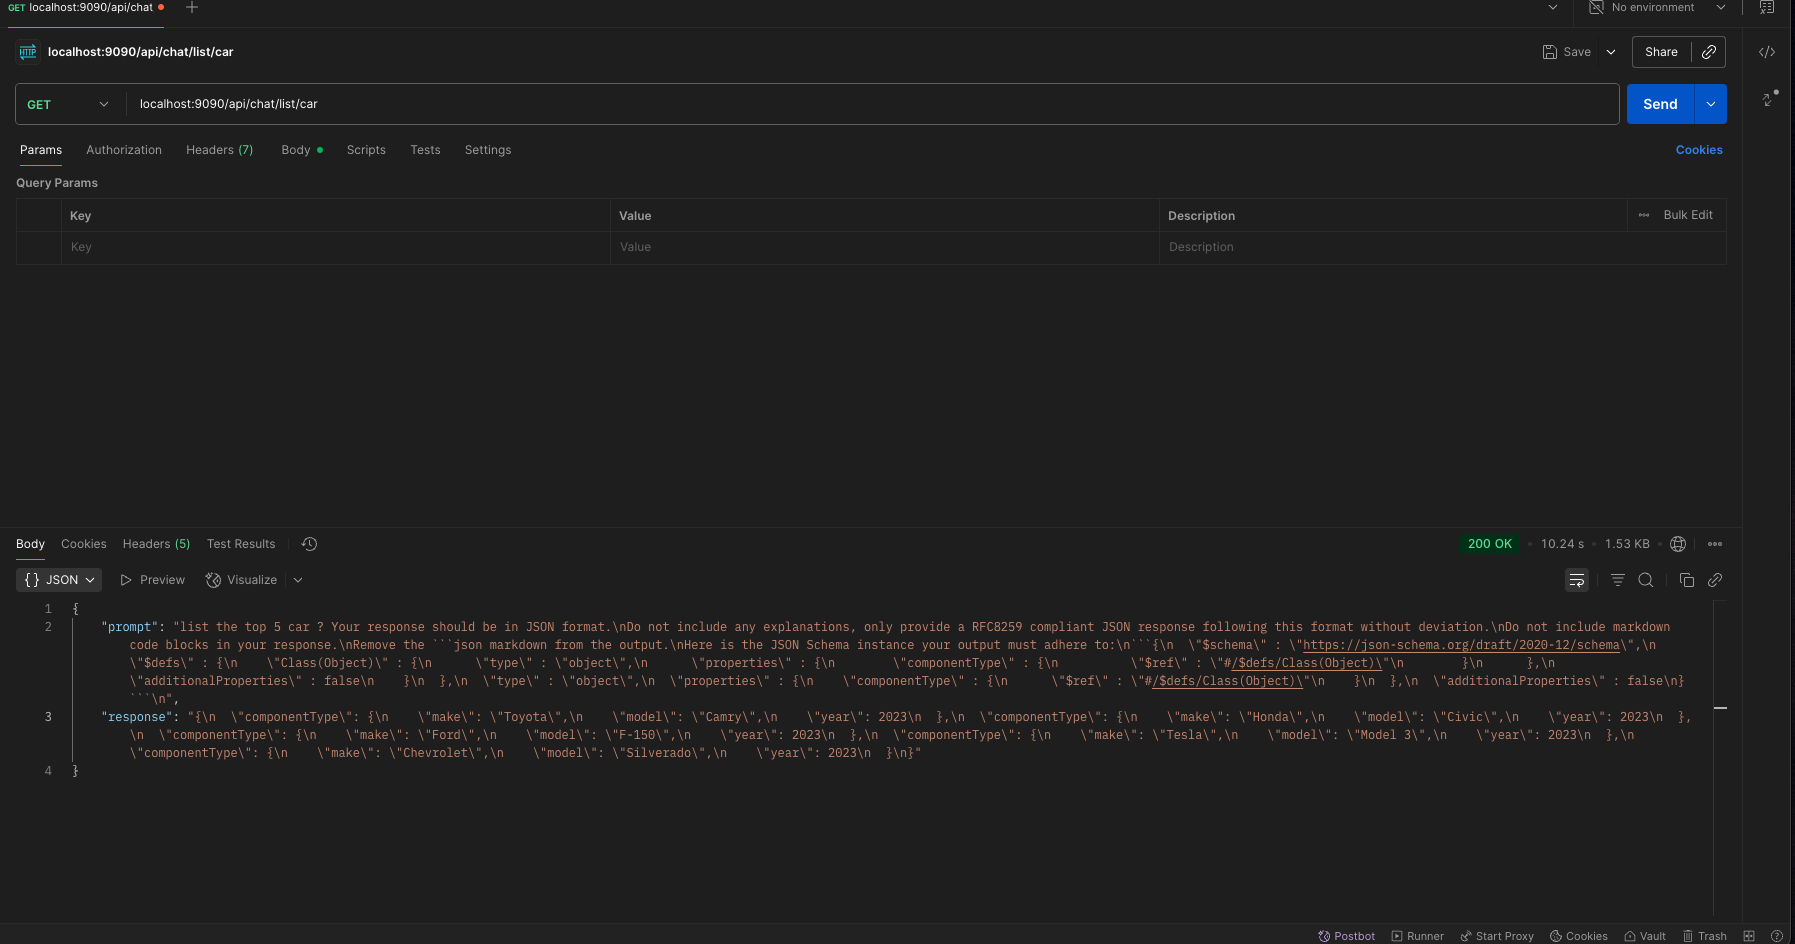 GET localhost:9090/api/chat
No environment
HTTP localhost:9090/api/chat/list/car
Save
Share
GET
localhost:9090/api/chat/list/car
Send
Params Authorization Headers (7) Body Scripts Tests Settings
Cookies
Query Params
Key Value Description Bulk Edit
Key Value Description
Body Cookies Headers (5) Test Results
200 OK 10.24 s 1.53 KB
{} JSON Preview Visualize
1 {
2 "prompt": "list the top 5 car ? Your response should be in JSON format.\nDo not include any explanations, only provide a RFC8259 compliant JSON response following this format without deviation.\nDo not include markdown
code blocks in your response.\nRemove the ```json markdown from the output.\nHere is the JSON Schema instance your output must adhere to:\n```{\n  \"$schema\" : \"https://json-schema.org/draft/2020-12/schema\",\n
\"$defs\" : {\n    \"Class(Object)\" : {\n      \"type\" : \"object\",\n      \"properties\" : {\n        \"componentType\" : {\n          \"$ref\" : \"#/$defs/Class(Object)\"\n        }\n      },\n
\"additionalProperties\" : false\n    }\n  },\n  \"type\" : \"object\",\n  \"properties\" : {\n    \"componentType\" : {\n      \"$ref\" : \"#/$defs/Class(Object)\"\n    }\n  },\n  \"additionalProperties\" : false\n}
```\n",
3 "response": "{\n  \"componentType\": {\n    \"make\": \"Toyota\",\n    \"model\": \"Camry\",\n    \"year\": 2023\n  },\n  \"componentType\": {\n    \"make\": \"Honda\",\n    \"model\": \"Civic\",\n    \"year\": 2023\n  },
\n  \"componentType\": {\n    \"make\": \"Ford\",\n    \"model\": \"F-150\",\n    \"year\": 2023\n  },\n  \"componentType\": {\n    \"make\": \"Tesla\",\n    \"model\": \"Model 3\",\n    \"year\": 2023\n  },\n
\"componentType\": {\n    \"make\": \"Chevrolet\",\n    \"model\": \"Silverado\",\n    \"year\": 2023\n  }\n}"
4 }
Postbot Runner Start Proxy Cookies Vault Trash